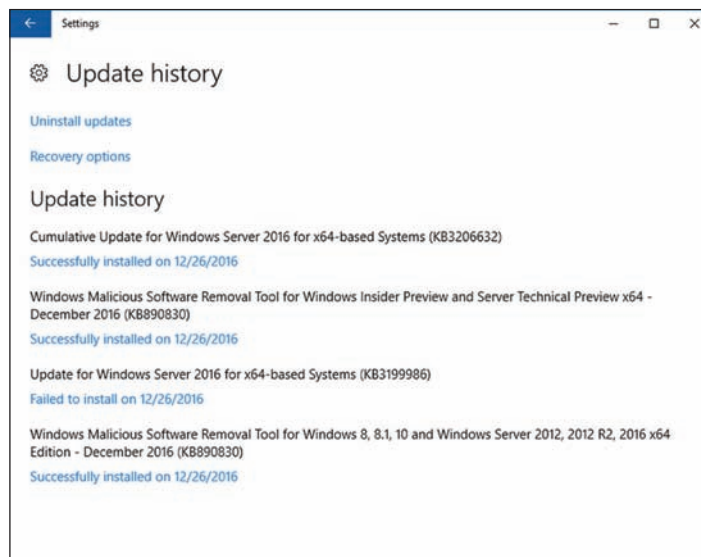 Settings
Update history
Uninstall updates
Recovery options
Update history
Cumulative Update for Windows Server 2016 for x64-based Systems (KB3206632)
Successfully installed on 12/26/2016
Windows Malicious Software Removal Tool for Windows Insider Preview and Server Technical Preview x64 -
December 2016 (KB890830)
Successfully installed on 12/26/2016
Update for Windows Server 2016 for x64-based Systems (KB3199986)
Failed to install on 12/26/2016
Windows Malicious Software Removal Tool for Windows 8, 8.1, 10 and Windows Server 2012, 2012 R2, 2016 x64
Edition - December 2016 (KB890830)
Successfully installed on 12/26/2016